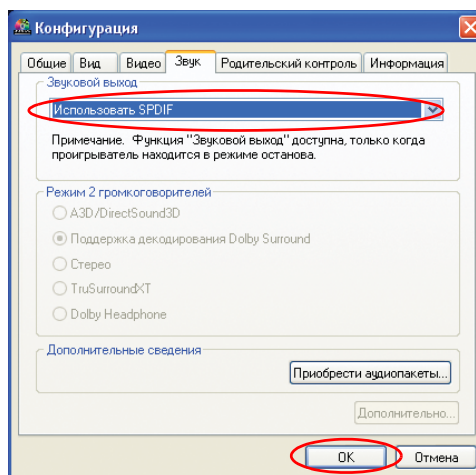 Конфигурация
Общие Вид Видео Звук Родительский контроль Информация
Звуковой выход
Использовать SPDIF
Примечание. Функция "Звуковой выход" доступна, только когда
проигрыватель находится в режиме останова.
Режим 2 громкоговорителей
A3D/DirectSound3D
Поддержка декодирования Dolby Surround
Стерео
TruSurroundXT
Dolby Headphone
Дополнительные сведения
Приобрести аудиопакеты...
Дополнительно...
OK Отмена